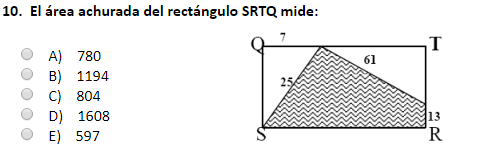 10. El área achurada del rectángulo SRTQ mide:
A) 780
B) 1194
C) 804
D) 1608
E) 597
Q 7 T
61
25
13
S R